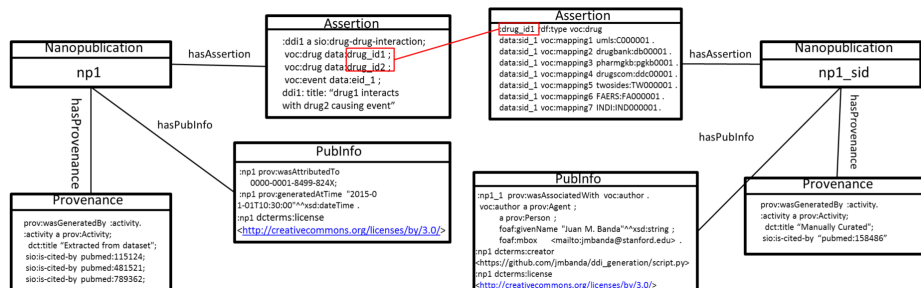 Nanopublication
np1
hasAssertion
Assertion
:ddi1 a sio:drug-drug-interaction;
voc:drug data:drug_id1 ;
voc:drug data:drug_id2 ;
voc:event data:eid_1 ;
ddi1: title: “drug1 interacts
with drug2 causing event”
hasProvenance
hasPubInfo
PubInfo
:np1 prov:wasAttributedTo
0000-0001-8499-824X;
:np1 prov:generatedAtTime "2015-0
1-01T10:30:00"^^xsd:dateTime .
:np1 dcterms:license
<http://creativecommons.org/licenses/by/3.0/>
Provenance
prov:wasGeneratedBy :activity.
:activity a prov:Activity;
dct:title “Extracted from dataset”;
sio:is-cited-by pubmed:115124;
sio:is-cited-by pubmed:481521;
sio:is-cited-by pubmed:789362;
Assertion
:drug_id1 df:type voc:drug
data:sid_1 voc:mapping1 umls:C000001 .
data:sid_1 voc:mapping2 drugbank:db00001 .
data:sid_1 voc:mapping3 pharmgkb:pgkb0001 .
data:sid_1 voc:mapping4 drugscom:ddc00001 .
data:sid_1 voc:mapping5 twosides:TW000001 .
data:sid_1 voc:mapping6 FAERS:FA000001 .
data:sid_1 voc:mapping7 INDI:IND000001 .
hasAssertion
Nanopublication
np1_sid
hasPubInfo
hasProvenance
PubInfo
:np1_1 prov:wasAssociatedWith voc:author .
voc:author a prov:Agent ;
a prov:Person ;
foaf:givenName "Juan M. Banda"^^xsd:string ;
foaf:mbox <mailto:jmbanda@stanford.edu> .
:np1 dcterms:creator
<https://github.com/jmbanda/ddi_generation/script.py>
:np1 dcterms:license
<http://creativecommons.org/licenses/by/3.0/>
Provenance
prov:wasGeneratedBy :activity.
:activity a prov:Activity;
dct:title “Manually Curated”;
sio:is-cited-by “pubmed:158486”